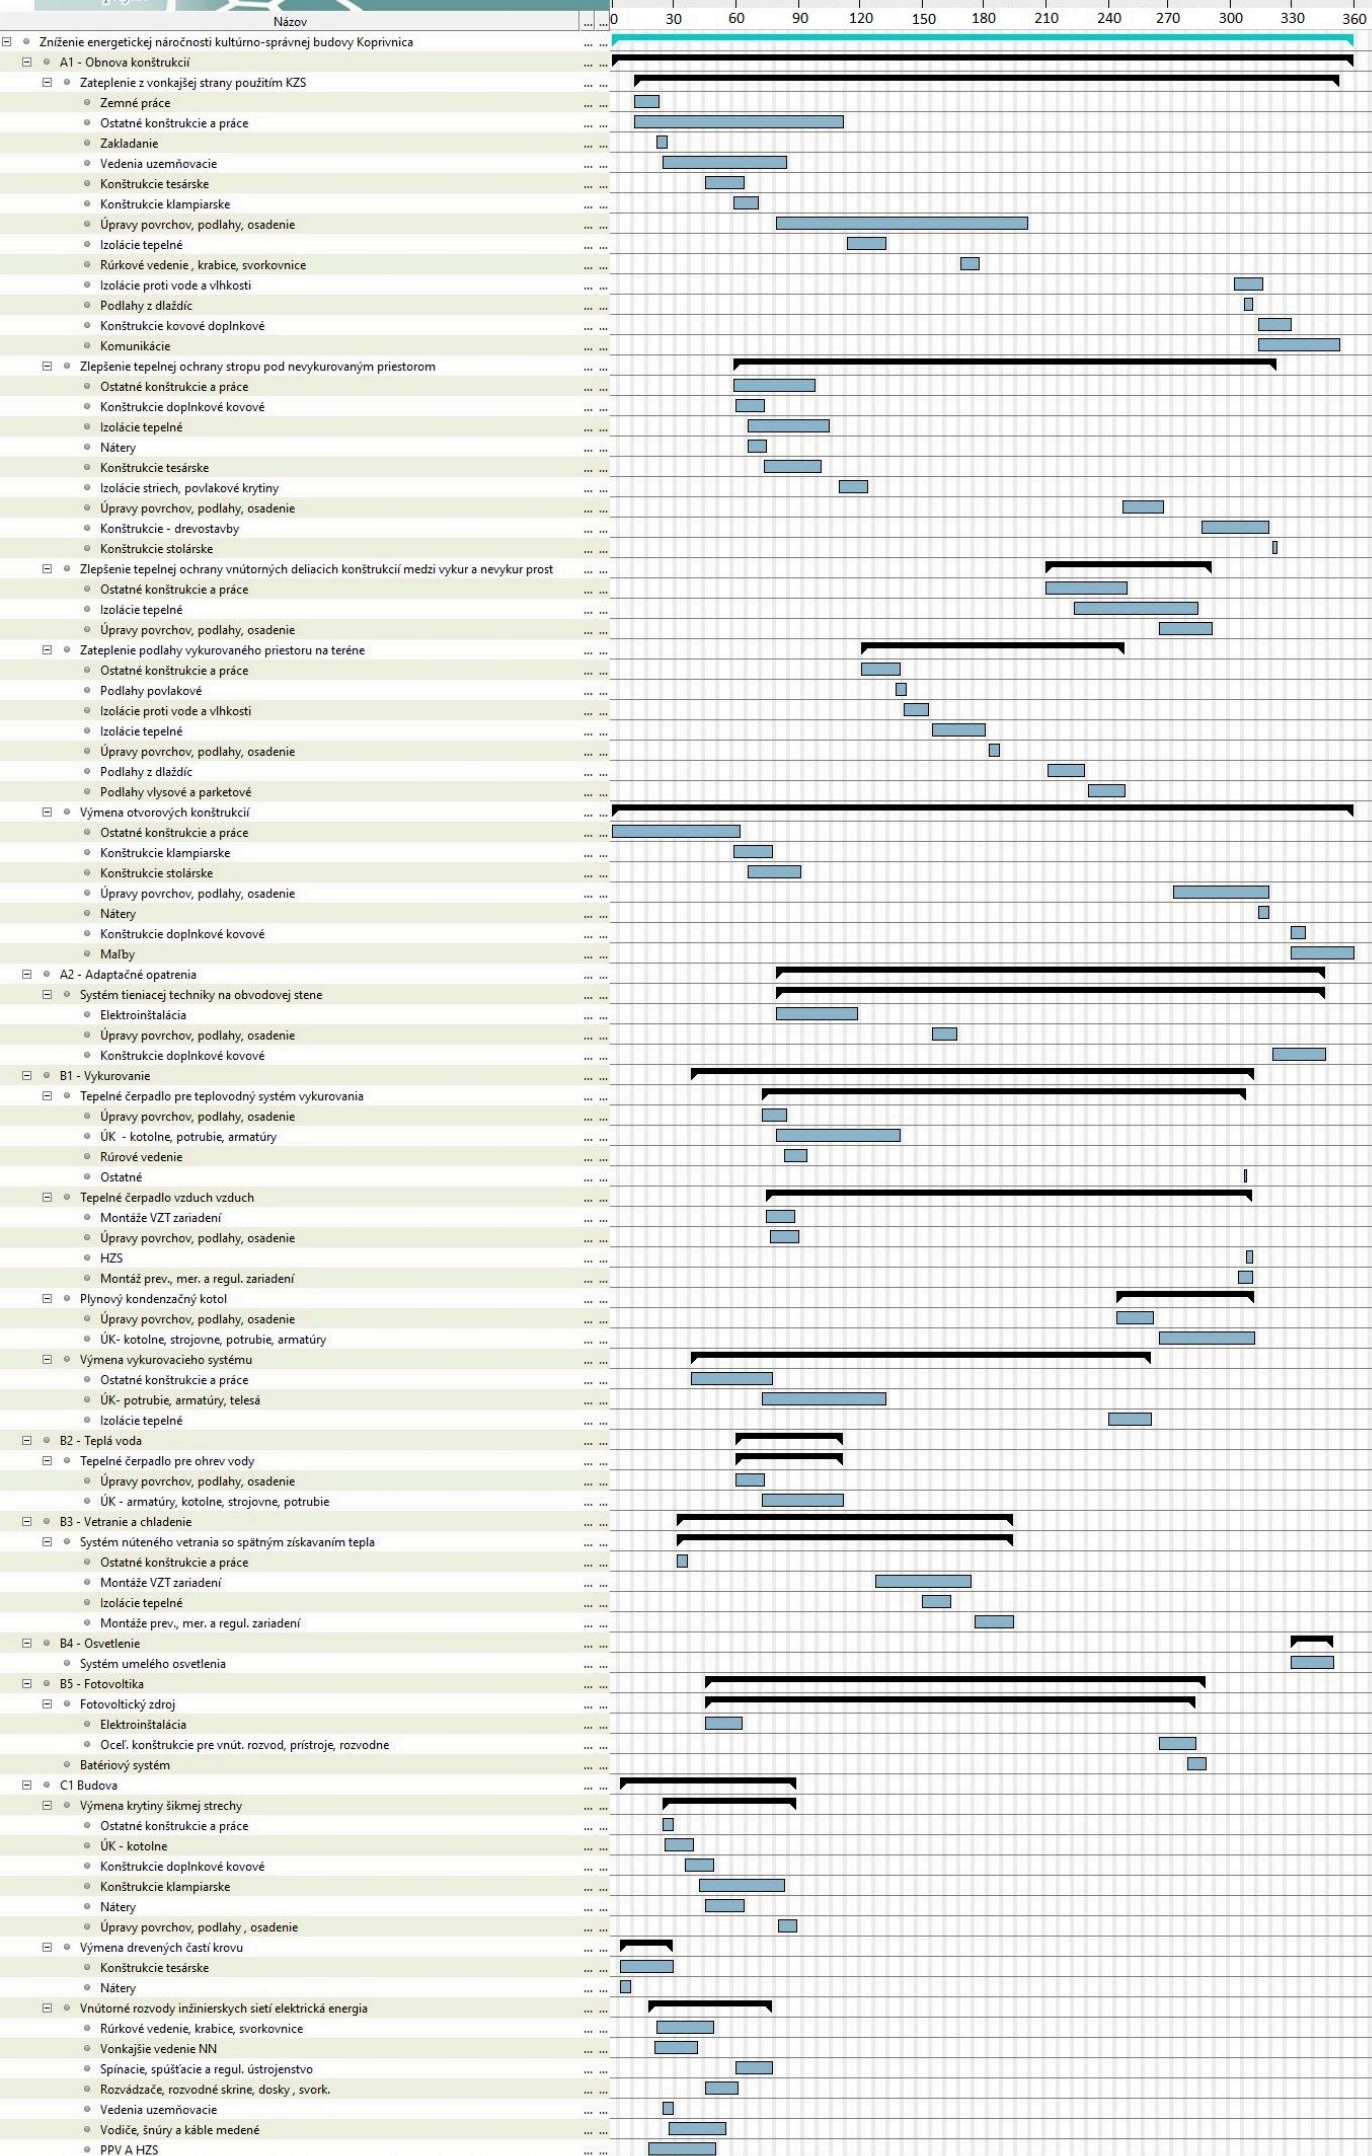 Názov ... ... 0 30 60 90 120 150 180 210 240 270 300 330 360
Zníženie energetickej náročnosti kultúrno-správnej budovy Koprivnica ... ...
A1 - Obnova konštrukcií ... ...
Zateplenie z vonkajšej strany použitím KZS ... ...
Zemné práce ... ...
Ostatné konštrukcie a práce ... ...
Zakladanie ... ...
Vedenia uzemňovacie ... ...
Konštrukcie tesárske ... ...
Konštrukcie klampiarske ... ...
Úpravy povrchov, podlahy, osadenie ... ...
Izolácie tepelné ... ...
Rúrkové vedenie , krabice, svorkovnice ... ...
Izolácie proti vode a vlhkosti ... ...
Podlahy z dlaždíc ... ...
Konštrukcie kovové doplnkové ... ...
Komunikácie ... ...
Zlepšenie tepelnej ochrany stropu pod nevykurovaným priestorom ... ...
Ostatné konštrukcie a práce ... ...
Konštrukcie doplnkové kovové ... ...
Izolácie tepelné ... ...
Nátery ... ...
Konštrukcie tesárske ... ...
Izolácie striech, povlakové krytiny ... ...
Úpravy povrchov, podlahy, osadenie ... ...
Konštrukcie - drevostavby ... ...
Konštrukcie stolárske ... ...
Zlepšenie tepelnej ochrany vnútorných deliacich konštrukcií medzi vykur a nevykur prost ... ...
Ostatné konštrukcie a práce ... ...
Izolácie tepelné ... ...
Úpravy povrchov, podlahy, osadenie ... ...
Zateplenie podlahy vykurovaného priestoru na teréne ... ...
Ostatné konštrukcie a práce ... ...
Podlahy povlakové ... ...
Izolácie proti vode a vlhkosti ... ...
Izolácie tepelné ... ...
Úpravy povrchov, podlahy, osadenie ... ...
Podlahy z dlaždíc ... ...
Podlahy vlysové a parketové ... ...
Výmena otvorových konštrukcií ... ...
Ostatné konštrukcie a práce ... ...
Konštrukcie klampiarske ... ...
Konštrukcie stolárske ... ...
Úpravy povrchov, podlahy, osadenie ... ...
Nátery ... ...
Konštrukcie doplnkové kovové ... ...
Maľby ... ...
A2 - Adaptačné opatrenia ... ...
Systém tieniacej techniky na obvodovej stene ... ...
Elektroinštalácia ... ...
Úpravy povrchov, podlahy, osadenie ... ...
Konštrukcie doplnkové kovové ... ...
B1 - Vykurovanie ... ...
Tepelné čerpadlo pre teplovodný systém vykurovania ... ...
Úpravy povrchov, podlahy, osadenie ... ...
ÚK - kotolne, potrubie, armatúry ... ...
Rúrové vedenie ... ...
Ostatné ... ...
Tepelné čerpadlo vzduch vzduch ... ...
Montáže VZT zariadení ... ...
Úpravy povrchov, podlahy, osadenie ... ...
HZS ... ...
Montáž prev., mer. a regul. zariadení ... ...
Plynový kondenzačný kotol ... ...
Úpravy povrchov, podlahy, osadenie ... ...
ÚK- kotolne, strojovne, potrubie, armatúry ... ...
Výmena vykurovacieho systému ... ...
Ostatné konštrukcie a práce ... ...
ÚK- potrubie, armatúry, telesá ... ...
Izolácie tepelné ... ...
B2 - Teplá voda ... ...
Tepelné čerpadlo pre ohrev vody ... ...
Úpravy povrchov, podlahy, osadenie ... ...
ÚK - armatúry, kotolne, strojovne, potrubie ... ...
B3 - Vetranie a chladenie ... ...
Systém núteného vetrania so spätným získavaním tepla ... ...
Ostatné konštrukcie a práce ... ...
Montáže VZT zariadení ... ...
Izolácie tepelné ... ...
Montáže prev., mer. a regul. zariadení ... ...
B4 - Osvetlenie ... ...
Systém umelého osvetlenia ... ...
B5 - Fotovoltika ... ...
Fotovoltický zdroj ... ...
Elektroinštalácia ... ...
Oceľ. konštrukcie pre vnút. rozvod, prístroje, rozvodne ... ...
Batériový systém ... ...
C1 Budova ... ...
Výmena krytiny šikmej strechy ... ...
Ostatné konštrukcie a práce ... ...
ÚK - kotolne ... ...
Konštrukcie doplnkové kovové ... ...
Konštrukcie klampiarske ... ...
Nátery ... ...
Úpravy povrchov, podlahy , osadenie ... ...
Výmena drevených častí krovu ... ...
Konštrukcie tesárske ... ...
Nátery ... ...
Vnútorné rozvody inžinierskych sietí elektrická energia ... ...
Rúrkové vedenie, krabice, svorkovnice ... ...
Vonkajšie vedenie NN ... ...
Spínacie, spúšťacie a regul. ústrojenstvo ... ...
Rozvádzače, rozvodné skrine, dosky , svork. ... ...
Vedenia uzemňovacie ... ...
Vodiče, šnúry a káble medené ... ...
PPV A HZS ... ...